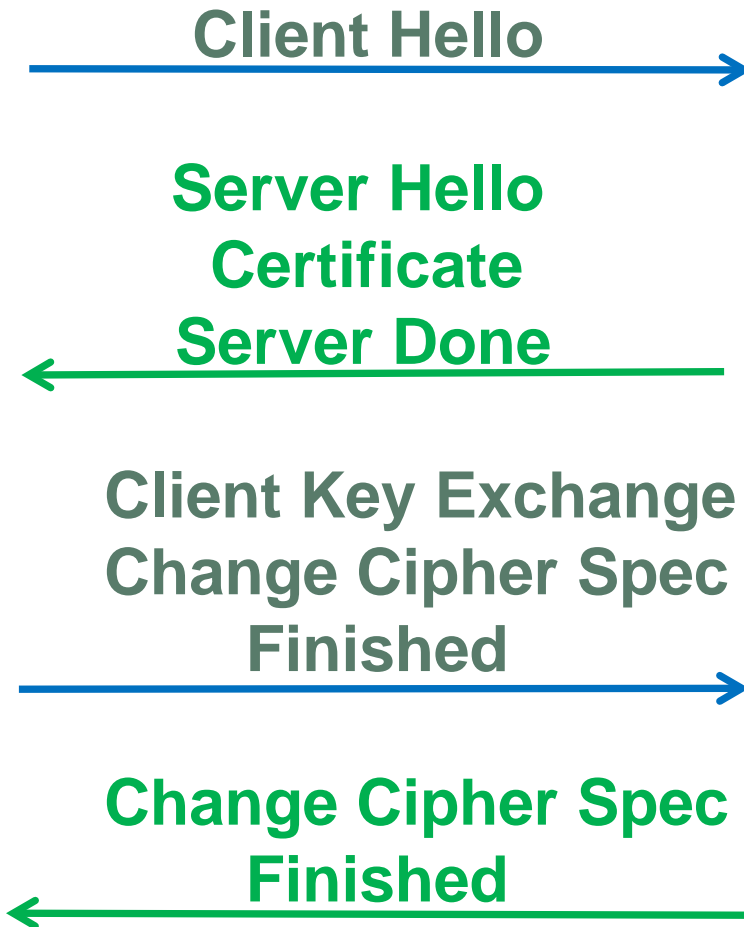 Client Hello
Server Hello
Certificate
Server Done
Client Key Exchange
Change Cipher Spec
Finished
Change Cipher Spec
Finished